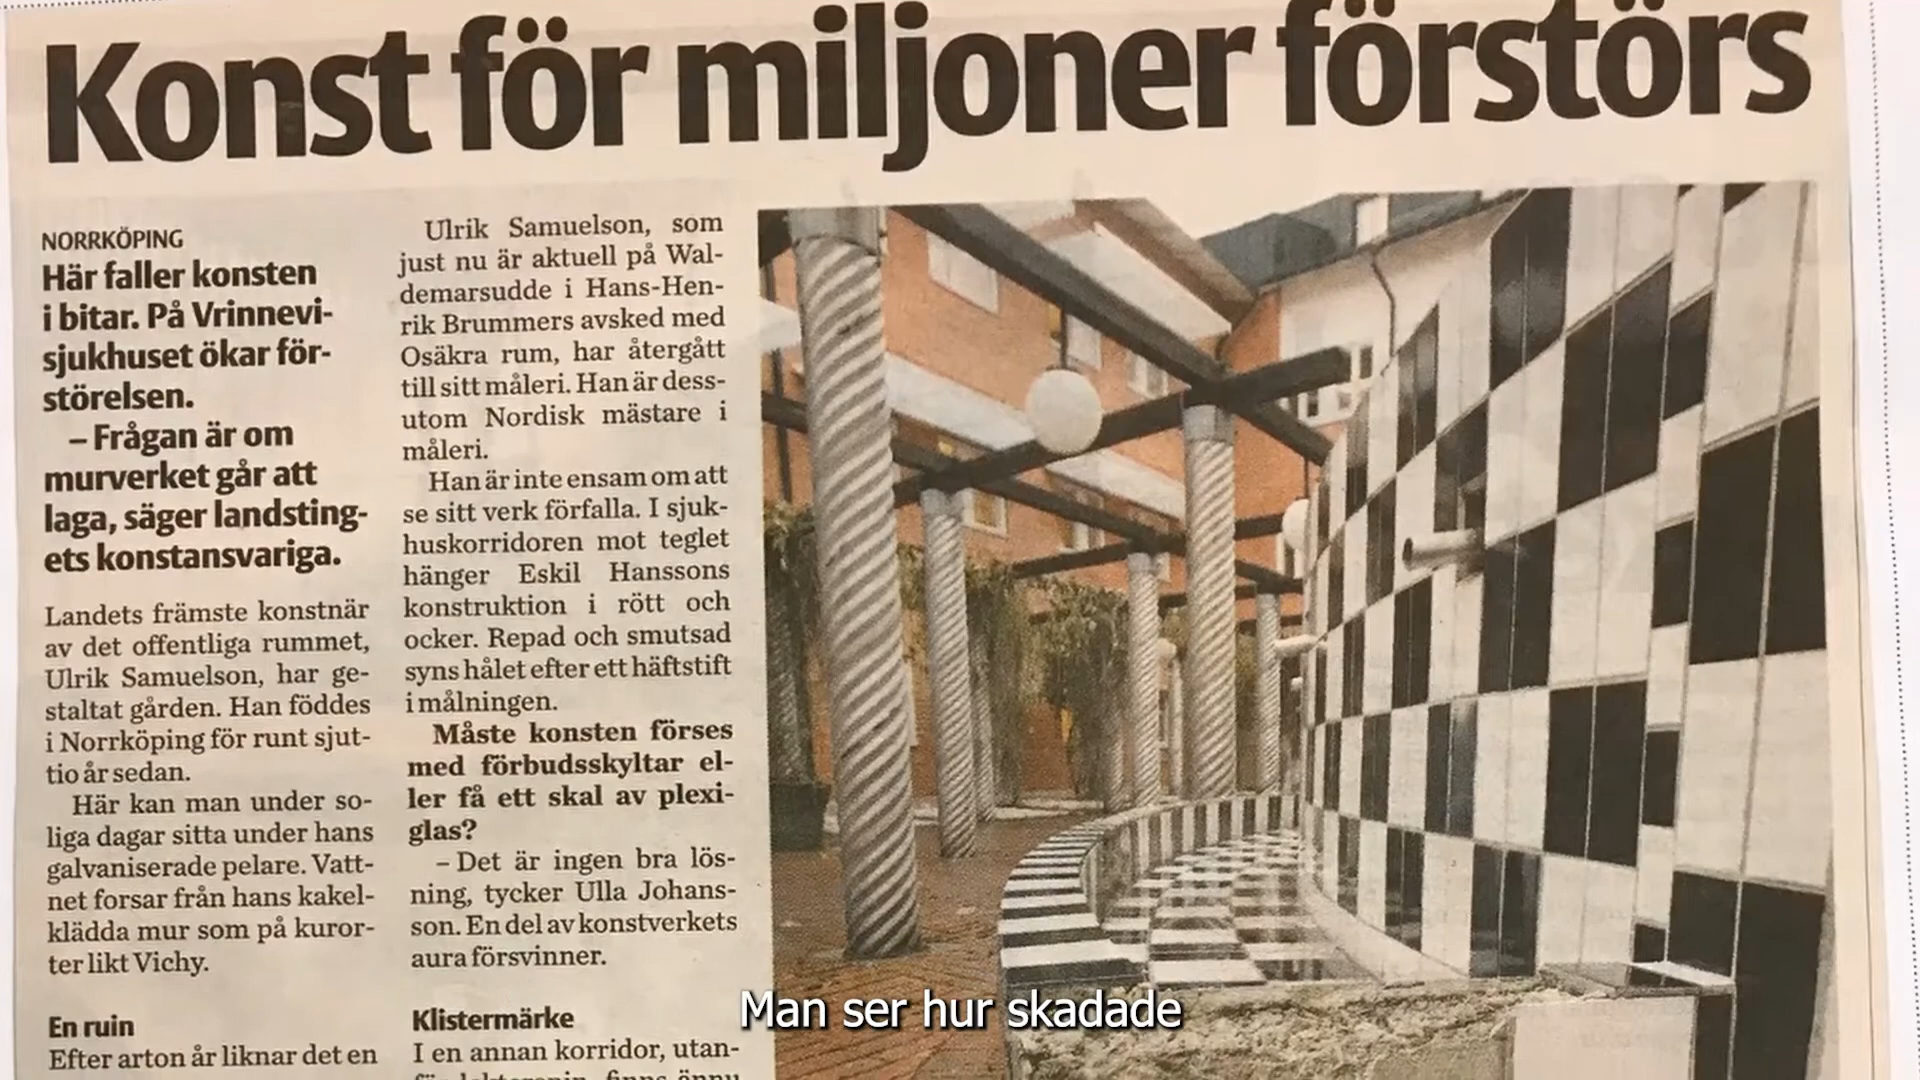 Konst för miljoner förstörs
NORRKÖPING
Här faller konsten
i bitar. På Vrinnevi-
sjukhuset ökar för-
störelsen.
– Frågan är om
murverket går att
laga, säger landsting-
ets konstansvariga.
Landets främste konstnär
av det offentliga rummet,
Ulrik Samuelson, har ge-
staltat gården. Han föddes
i Norrköping för runt sjut-
tio år sedan.
Här kan man under so-
liga dagar sitta under hans
galvaniserade pelare. Vatt-
net forsar från hans kakel-
klädda mur som på kuror-
ter likt Vichy.
En ruin
Efter arton år liknar det en
Ulrik Samuelson, som
just nu är aktuell på Wal-
demarsudde i Hans-Hen-
rik Brummers avsked med
Osäkra rum, har återgått
till sitt måleri. Han är dess-
utom Nordisk mästare i
måleri.
Han är inte ensam om att
se sitt verk förfalla. I sjuk-
huskorridoren mot teglet
hänger Eskil Hanssons
konstruktion i rött och
ocker. Repad och smutsad
syns hålet efter ett häftstift
i målningen.
Måste konsten förses
med förbudsskyltar el-
ler få ett skal av plexi-
glas?
– Det är ingen bra lös-
ning, tycker Ulla Johans-
son. En del av konstverkets
aura försvinner.
Klistermärke
I en annan korridor, utan-
Man ser hur skadade